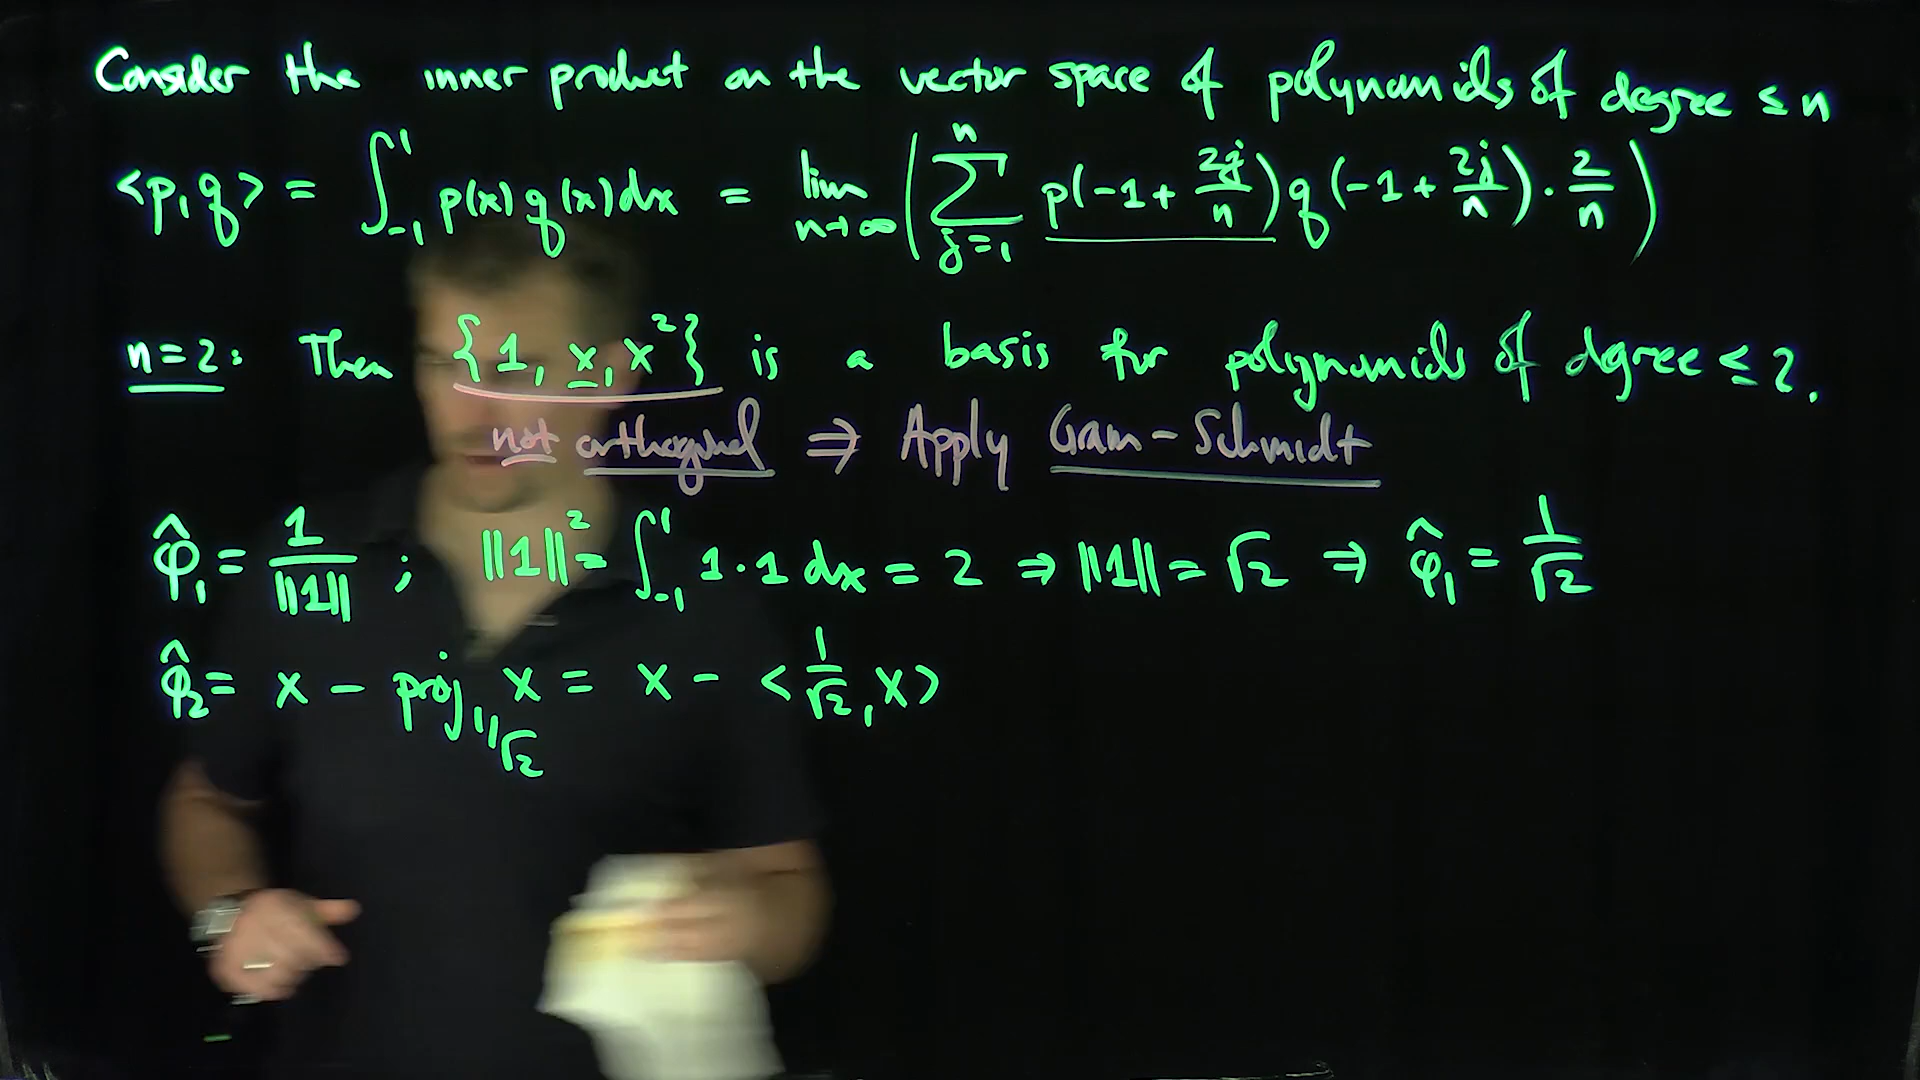 Consider the inner product on the vector space of polynomials of degree ≤ n
<p,q> = ∫_{-1}^{1} p(x) q(x) dx = lim_{n→∞} ( ∑_{j=1}^{n} p(-1 + 2j/n) q(-1 + 2j/n) · 2/n )
n=2: Then {1, x, x²} is a basis for polynomials of degree ≤ 2.
not orthogonal ⇒ Apply Gram-Schmidt
φ̂₁ = 1/||1|| ; ||1||² = ∫_{-1}^{1} 1·1 dx = 2 ⇒ ||1|| = √2 ⇒ φ̂₁ = 1/√2
φ̂₂ = x - proj_{1/√2} x = x - <1/√2, x>